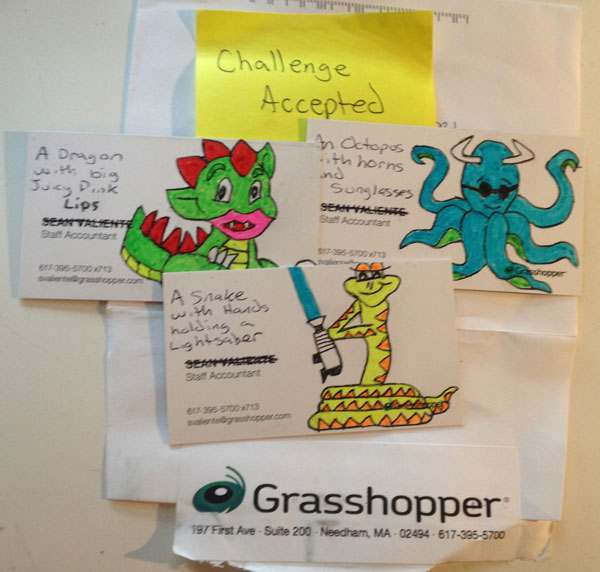 Challenge
Accepted
A Dragon
with big
Juicy Pink
Lips
SEAN VALIENTE
Staff Accountant
617-395-5700 x713
svaliente@grasshopper.com
An Octopus
with horns
and
Sunglasses
SEAN VALIENTE
Staff Accountant
617-395-5700
Grasshopper
A Snake
with Hands
holding a
Lightsaber
SEAN VALIENTE
Staff Accountant
617-395-5700 x713
svaliente@grasshopper.com
Grasshopper
197 First Ave · Suite 200 · Needham, MA · 02494 · 617-395-5700